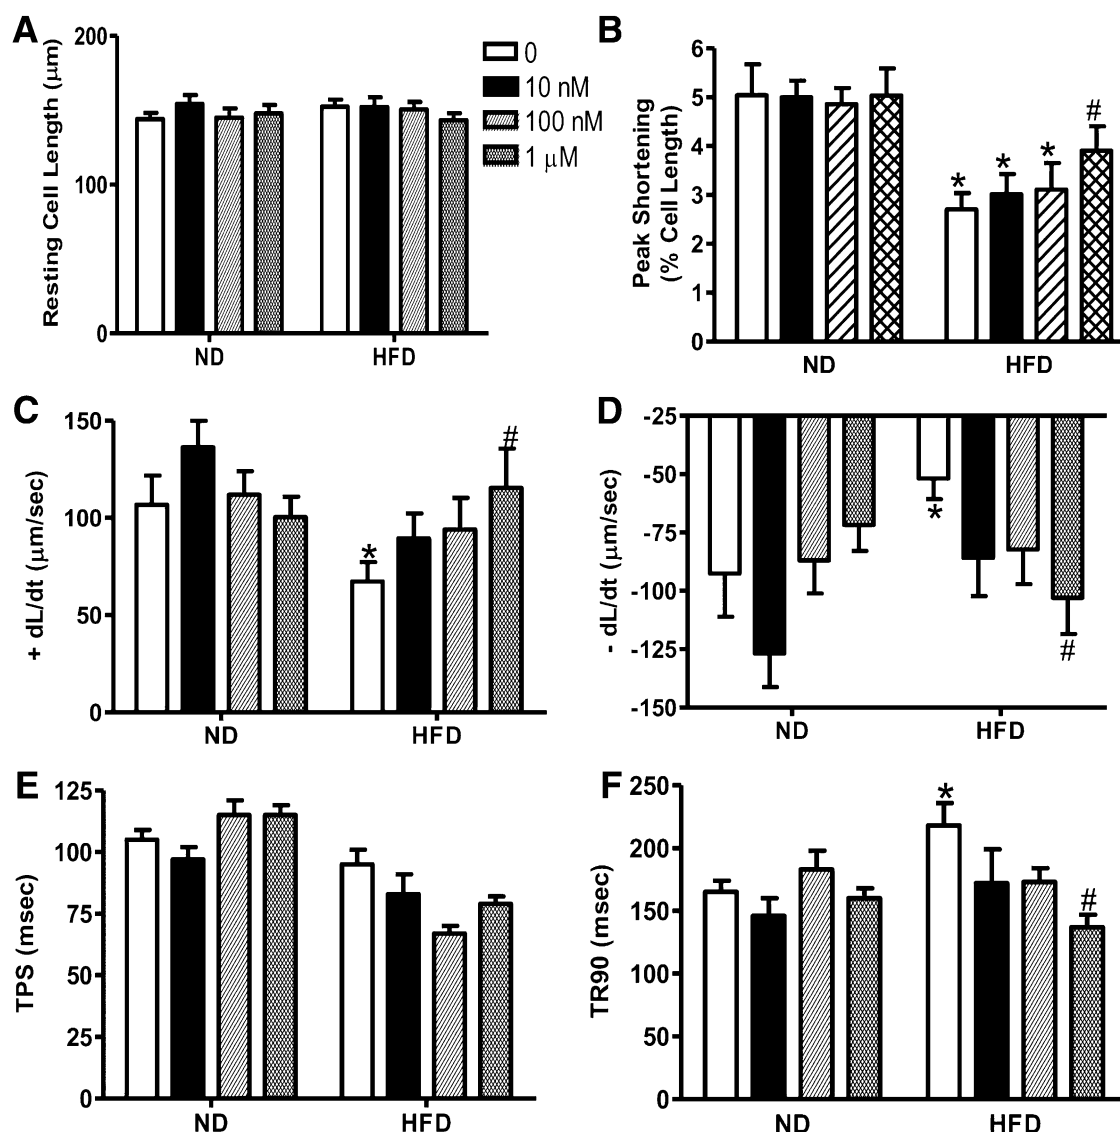 A
Resting Cell Length (μm)
200
100
0
ND
HFD
0
10 nM
100 nM
1 μM
B
Peak Shortening
(% Cell Length)
6
5
4
3
2
1
0
*
*
*
#
ND
HFD
C
+ dL/dt (μm/sec)
150
100
50
0
*
#
ND
HFD
D
- dL/dt (μm/sec)
-25
-50
-75
-100
-125
-150
*
#
ND
HFD
E
TPS (msec)
125
100
75
50
25
0
ND
HFD
F
TR90 (msec)
250
200
150
100
50
0
*
#
ND
HFD